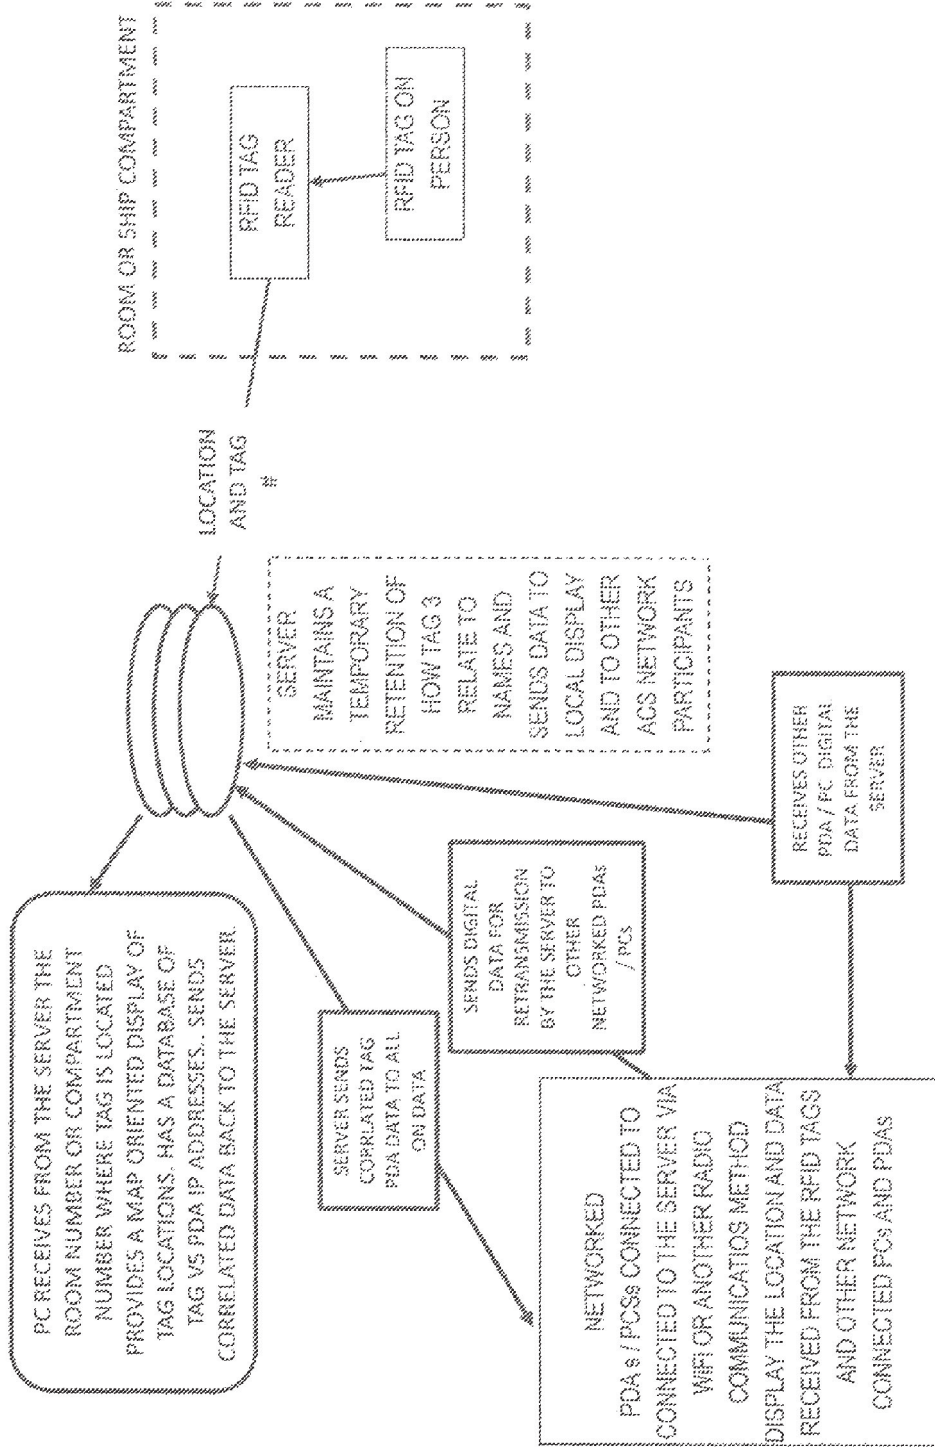 ROOM OR SHIP COMPARTMENT
RFID TAG
READER
RFID TAG ON
PERSON
LOCATION
AND TAG
#
SERVER
MAINTAINS A
TEMPORARY
RETENTION OF
HOW TAG 3
RELATE TO
NAMES AND
SENDS DATA TO
LOCAL DISPLAY
AND TO OTHER
ACS NETWORK
PARTICIPANTS
PC RECEIVES FROM THE SERVER THE
ROOM NUMBER OR COMPARTMENT
NUMBER WHERE TAG IS LOCATED
PROVIDES A MAP ORIENTED DISPLAY OF
TAG LOCATIONS. HAS A DATABASE OF
TAG VS PDA IP ADDRESSES.. SENDS
CORRELATED DATA BACK TO THE SERVER.
SERVER SENDS
CORRLATED TAG
PDA DATA TO ALL
ON DATA
SENDS DIGITAL
DATA FOR
RETRANSMISSION
BY THE SERVER TO
OTHER
NETWORKED PDAs
/ PCs
RECEIVES OTHER
PDA / PC DIGITAL
DATA FROM THE
SERVER
NETWORKED
PDA s / PCSs CONNECTED TO
CONNECTED TO THE SERVER VIA
WIFI OR ANOTHER RADIO
COMMUNICATIOS METHOD
DISPLAY THE LOCATION AND DATA
RECEIVED FROM THE RFID TAGS
AND OTHER NETWORK
CONNECTED PCs AND PDAs